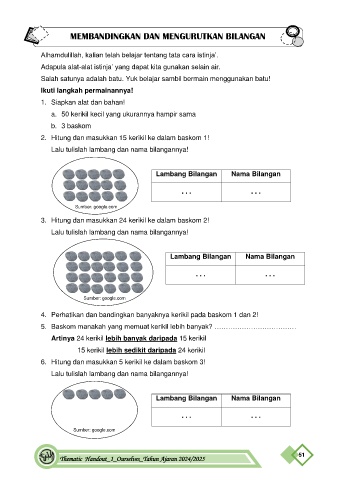 MEMBANDINGKAN DAN MENGURUTKAN BILANGAN
Alhamdulillah, kalian telah belajar tentang tata cara istinja'.
Adapula alat-alat istinja' yang dapat kita gunakan selain air.
Salah satunya adalah batu. Yuk belajar sambil bermain menggunakan batu!
Ikuti langkah permainannya!
1. Siapkan alat dan bahan!
a. 50 kerikil kecil yang ukurannya hampir sama
b. 3 baskom
2. Hitung dan masukkan 15 kerikil ke dalam baskom 1!
Lalu tulislah lambang dan nama bilangannya!
Lambang Bilangan Nama Bilangan
... ...
Sumber: google.com
3. Hitung dan masukkan 24 kerikil ke dalam baskom 2!
Lalu tulislah lambang dan nama bilangannya!
Lambang Bilangan Nama Bilangan
... ...
Sumber: google.com
4. Perhatikan dan bandingkan banyaknya kerikil pada baskom 1 dan 2!
5. Baskom manakah yang memuat kerikil lebih banyak? ……………………………
Artinya 24 kerikil lebih banyak daripada 15 kerikil
15 kerikil lebih sedikit daripada 24 kerikil
6. Hitung dan masukkan 5 kerikil ke dalam baskom 3!
Lalu tulislah lambang dan nama bilangannya!
Lambang Bilangan Nama Bilangan
... ...
Sumber: google.com
Thematic Handout_1_Ourselves_Tahun Ajaran 2024/2025
51